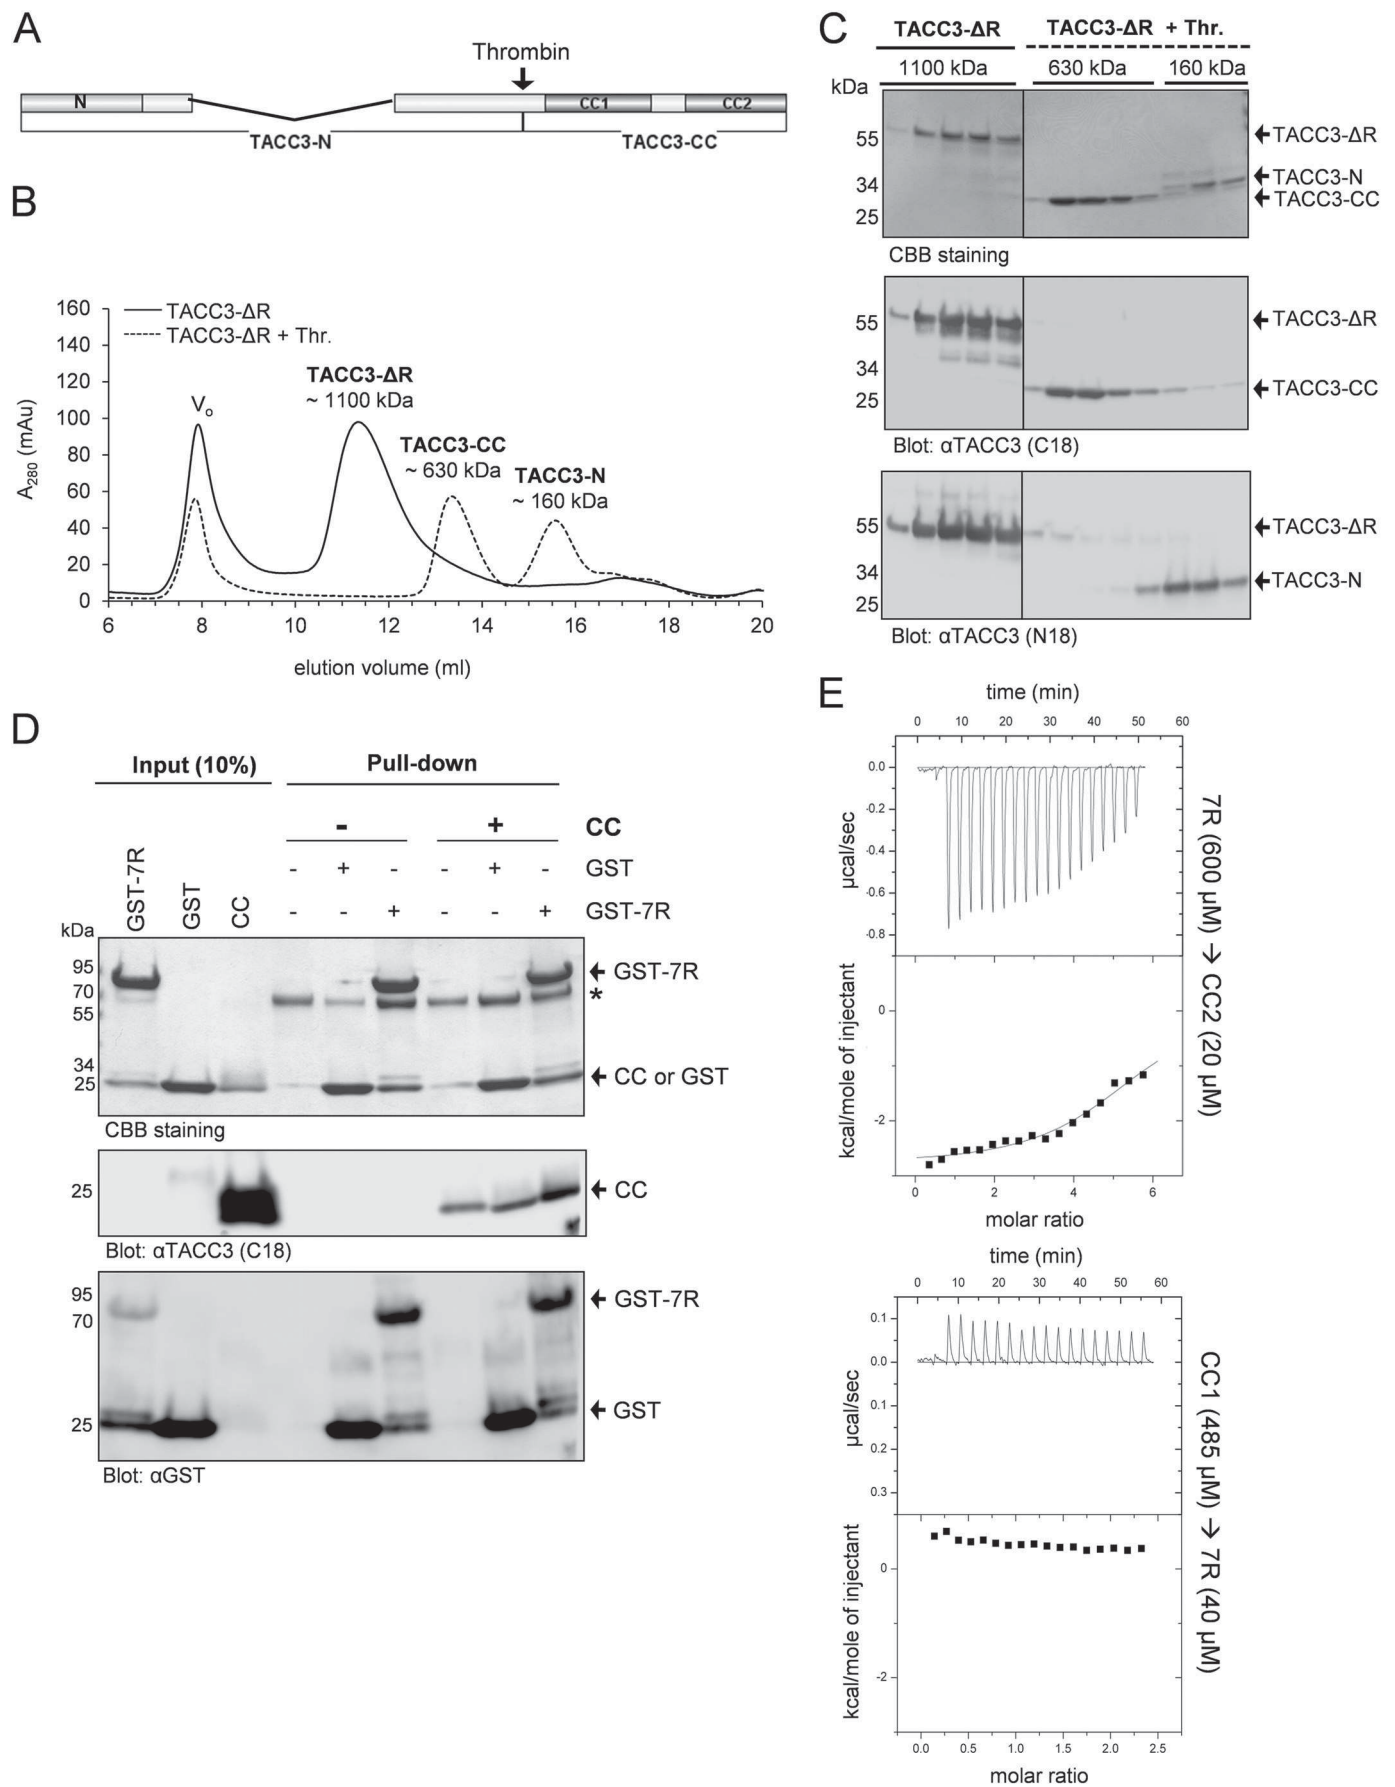 A
Thrombin
N
CC1
CC2
TACC3-N
TACC3-CC
B
160
140
120
100
80
60
40
20
0
A280 (mAu)
TACC3-ΔR
TACC3-ΔR + Thr.
Vo
TACC3-ΔR
~ 1100 kDa
TACC3-CC
~ 630 kDa
TACC3-N
~ 160 kDa
6 8 10 12 14 16 18 20
elution volume (ml)
C
TACC3-ΔR TACC3-ΔR + Thr.
1100 kDa 630 kDa 160 kDa
kDa
55
34
25
TACC3-ΔR
TACC3-N
TACC3-CC
CBB staining
55
34
25
TACC3-ΔR
TACC3-CC
Blot: αTACC3 (C18)
55
34
25
TACC3-ΔR
TACC3-N
Blot: αTACC3 (N18)
D
Input (10%) Pull-down
- + CC
- + - - + - GST
- - + - - + GST-7R
GST-7R
GST
CC
kDa
95
70
55
34
25
GST-7R
*
CC or GST
CBB staining
25
CC
Blot: αTACC3 (C18)
95
70
25
GST-7R
GST
Blot: αGST
E
time (min)
0 10 20 30 40 50 60
0.0
-0.2
-0.4
-0.6
-0.8
µcal/sec
0
-2
kcal/mole of injectant
0 2 4 6
molar ratio
7R (600 µM) → CC2 (20 µM)
time (min)
0 10 20 30 40 50 60
0.1
0.0
0.1
0.2
0.3
µcal/sec
0
-2
kcal/mole of injectant
0.0 0.5 1.0 1.5 2.0 2.5
molar ratio
CC1 (485 µM) → 7R (40 µM)